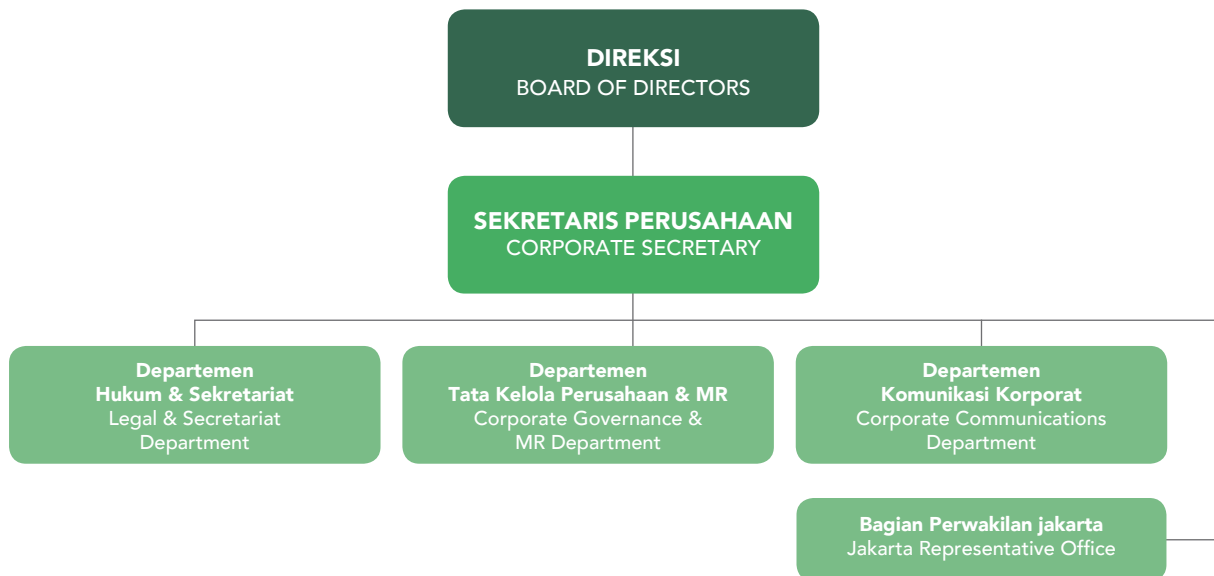 DIREKSI
BOARD OF DIRECTORS
SEKRETARIS PERUSAHAAN
CORPORATE SECRETARY
Departemen
Hukum & Sekretariat
Legal & Secretariat
Department
Departemen
Tata Kelola Perusahaan & MR
Corporate Governance &
MR Department
Departemen
Komunikasi Korporat
Corporate Communications
Department
Bagian Perwakilan jakarta
Jakarta Representative Office